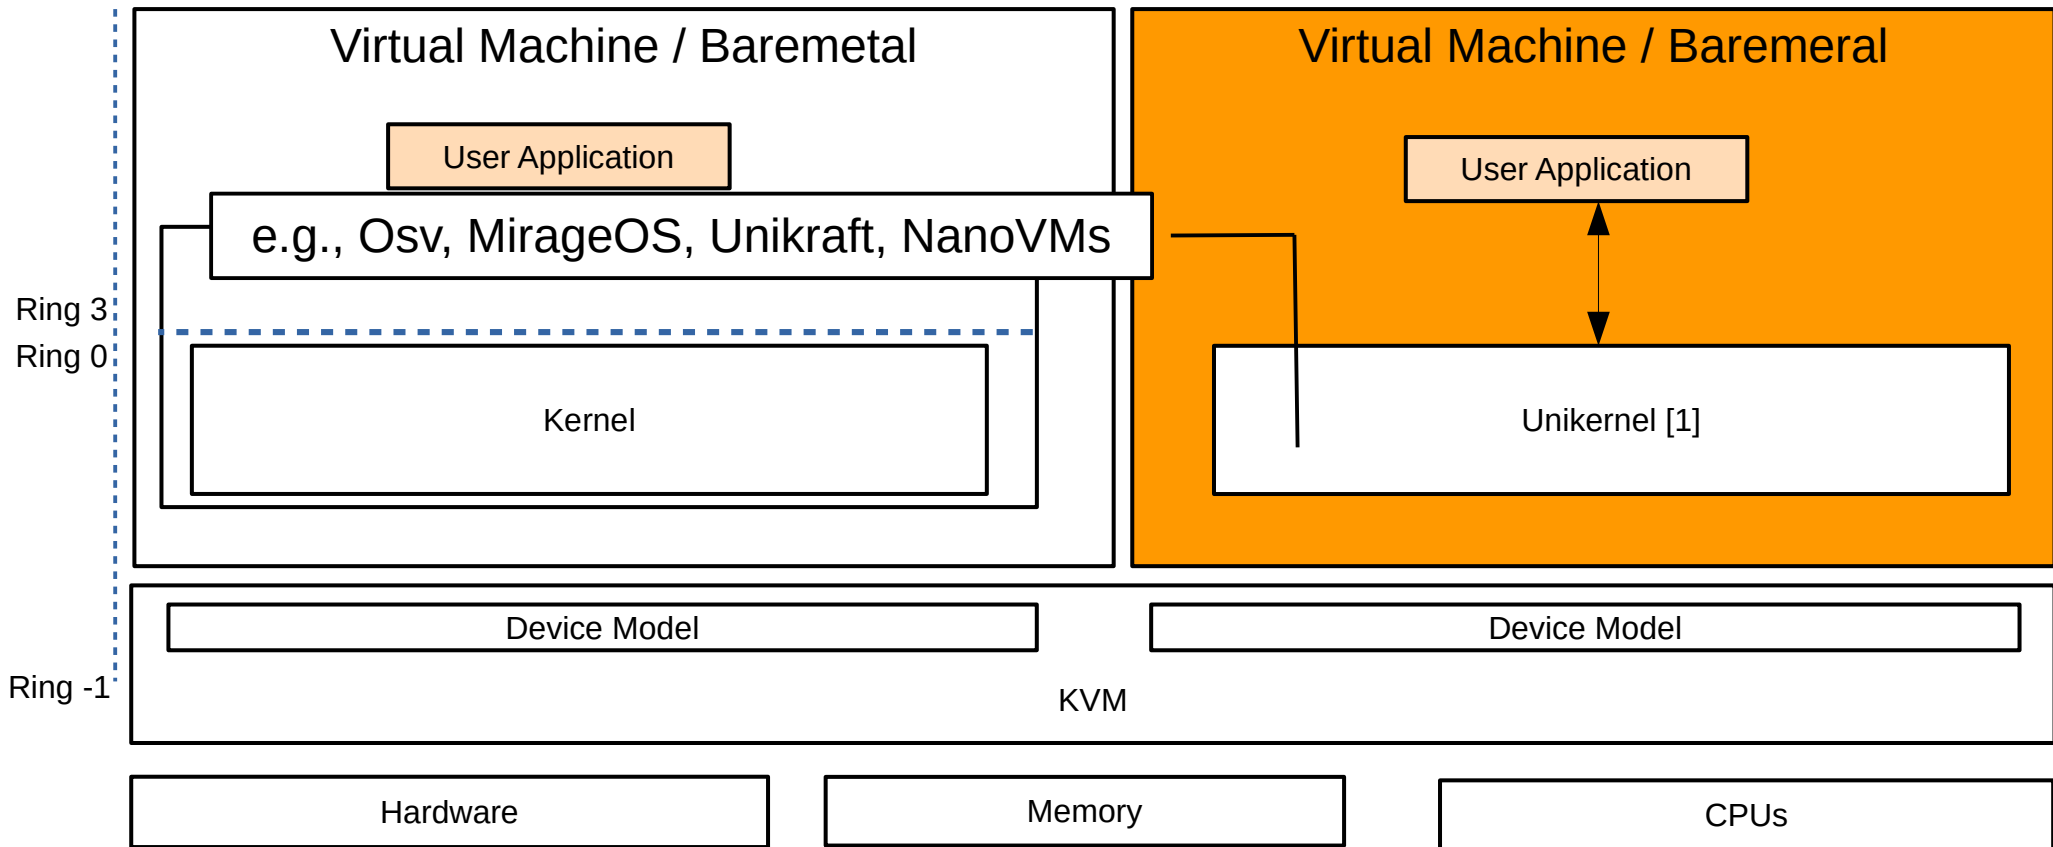 Virtual Machine / Baremetal
Virtual Machine / Baremeral
User Application
User Application
e.g., Osv, MirageOS, Unikraft, NanoVMs
Ring 3
Ring 0
Kernel
Unikernel [1]
Device Model
Device Model
Ring -1
KVM
Hardware
Memory
CPUs